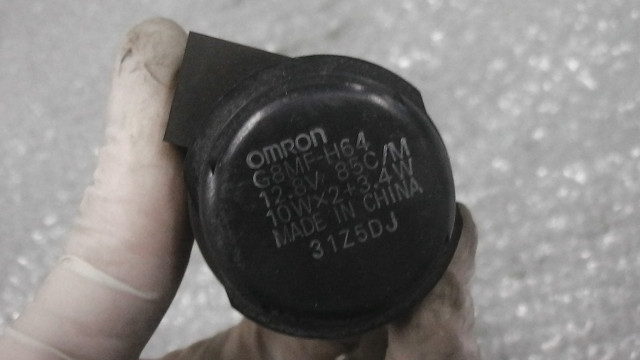 OMRON
G8MF-H64
12.8V, 85C/M
10W×2+3.4W
MADE IN CHINA
31Z5DJ